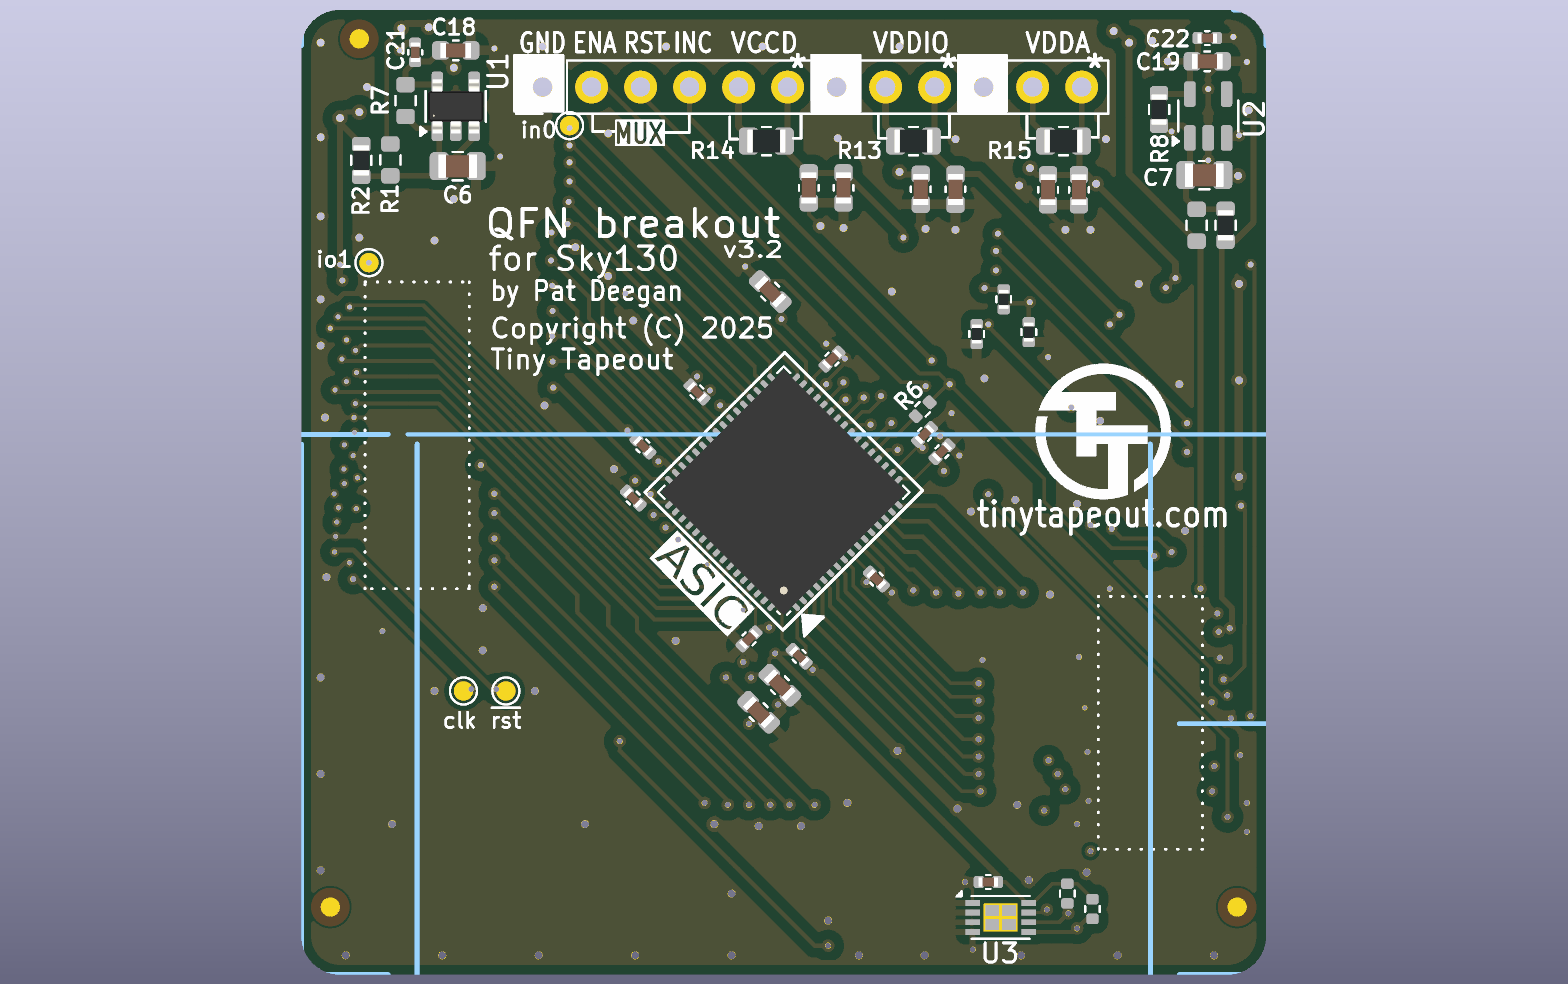 C18
C21
GND ENA RST INC VCCD VDDIO VDDA
C22
C19
U1
* * *
R7
U2
in0
MUX
R14 R13 R15
R8
R2 R1
C6
C7
QFN breakout
for Sky130 v3.2
io1
by Pat Deegan
Copyright (C) 2025
Tiny Tapeout
R6
TT
tinytapeout.com
ASIC
clk rst
U3